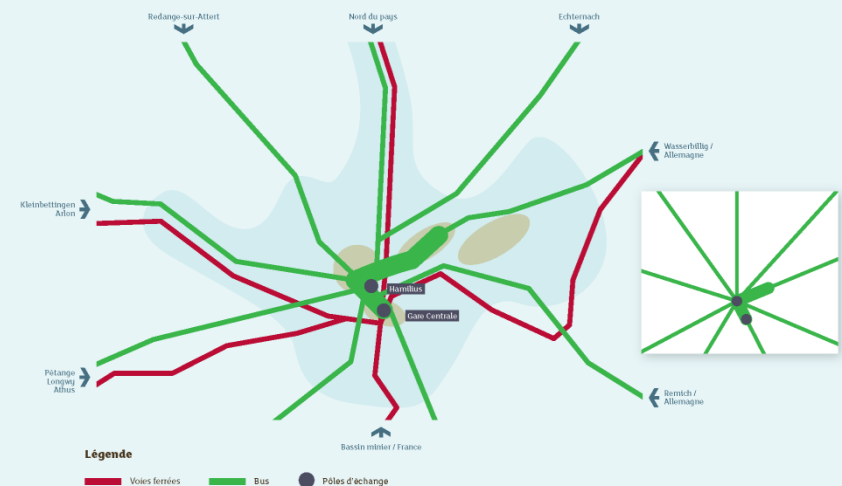 Redange-sur-Attert
Nord du pays
Echternach
Wasserbillig /
Allemagne
Kleinbettingen
Arlon
Hamilius
Gare Centrale
Pétange
Longwy
Athus
Remich /
Allemagne
Bassin minier / France
Légende
Voies ferrées
Bus
Pôles d'échange